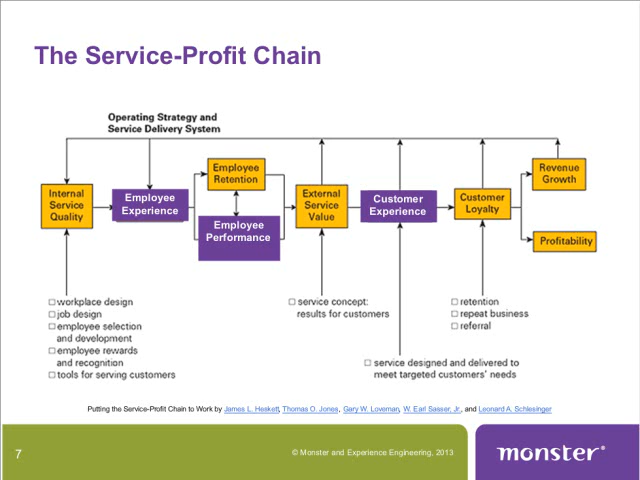 The Service-Profit Chain
Operating Strategy and
Service Delivery System
Internal
Service
Quality
Employee
Experience
Employee
Retention
Employee
Performance
External
Service
Value
Customer
Experience
Customer
Loyalty
Revenue
Growth
Profitability
□ workplace design
□ job design
□ employee selection
and development
□ employee rewards
and recognition
□ tools for serving customers
□ service concept:
results for customers
□ service designed and delivered to
meet targeted customers' needs
□ retention
□ repeat business
□ referral
Putting the Service-Profit Chain to Work by James L. Heskett, Thomas O. Jones, Gary W. Loveman, W. Earl Sasser, Jr., and Leonard A. Schlesinger
7
© Monster and Experience Engineering, 2013
monster®